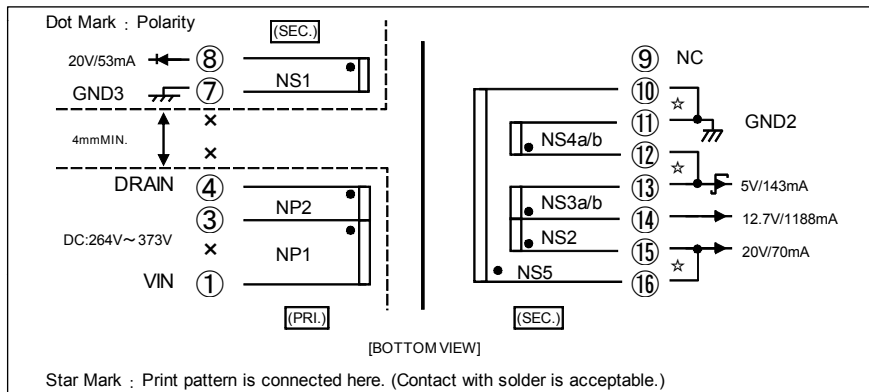 Dot Mark : Polarity
(SEC.)
20V/53mA ⑧
NS1
GND3 ⑦
×
4mmMIN.
×
DRAIN ④
NP2
③
DC:264V～373V
×
NP1
VIN ①
(PRI.)
⑨ NC
⑩
☆
⑪ GND2
NS4a/b
⑫
☆
⑬ 5V/143mA
NS3a/b
⑭ 12.7V/1188mA
NS2
⑮ 20V/70mA
☆
NS5
⑯
(SEC.)
[BOTTOM VIEW]
Star Mark : Print pattern is connected here. (Contact with solder is acceptable.)